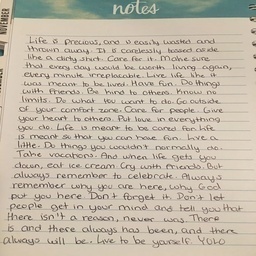 notes
NOVEMBER
Life is precious, and so easily wasted and
thrown away. It is carelessly tossed aside
like a dirty shirt. Care for it. Make sure
that every day would be worth living again,
every minute irreplacable. Live life like it
was meant to be lived. Have fun. Do things
with friends. Be kind to others. Know no
limits. Do what you want to do. Go outside
of your comfort zone. Care for people. Give
your heart to others. Put love in everything
you do. Life is meant to be cared for. Life
is meant so that you can have fun. Live a
little. Do things you wouldn't normally do.
Take vacations. And when life gets you
down, eat ice cream. Cry with friends. But
always remember to celebrate. Always
remember why you are here, why God
put you here. Don't forget it. Don't let
people get in your mind and tell you that
there isn't a reason, never was. There
is and there always has been, and there
always will be. Live to be yourself. YOLO